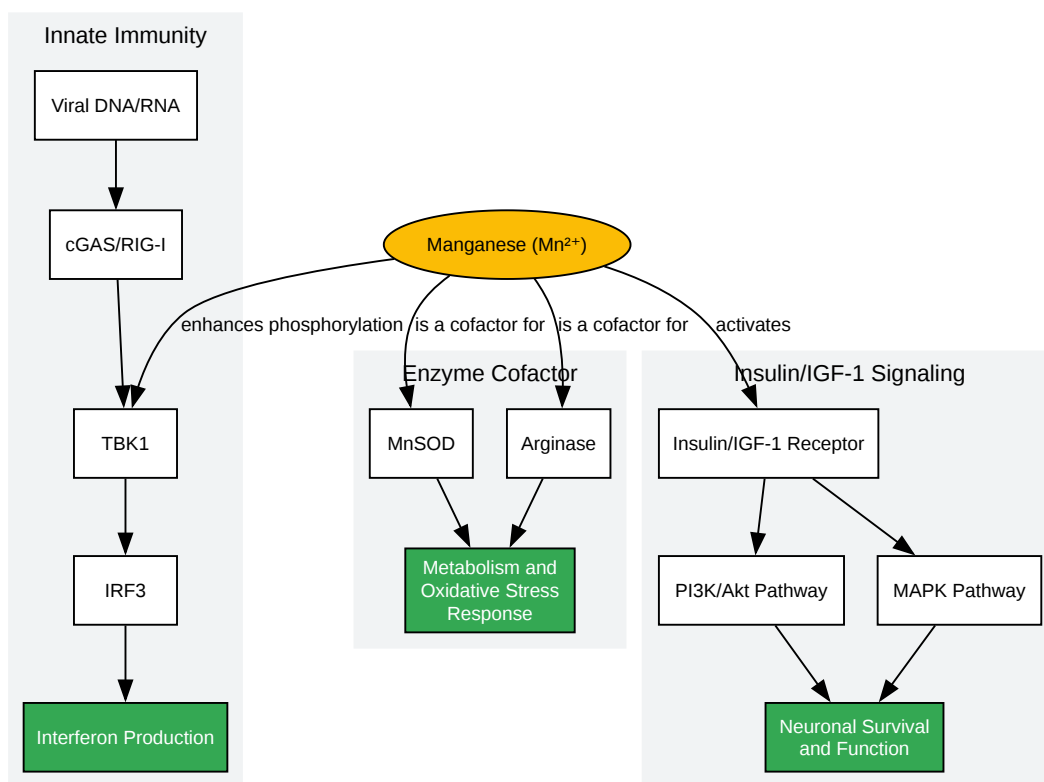 Innate Immunity
Viral DNA/RNA
cGAS/RIG-I
Manganese (Mn²⁺)
enhances phosphorylation
is a cofactor for
is a cofactor for
activates
Enzyme Cofactor
Insulin/IGF-1 Signaling
TBK1
MnSOD
Arginase
Insulin/IGF-1 Receptor
IRF3
Metabolism and
Oxidative Stress
Response
PI3K/Akt Pathway
MAPK Pathway
Interferon Production
Neuronal Survival
and Function